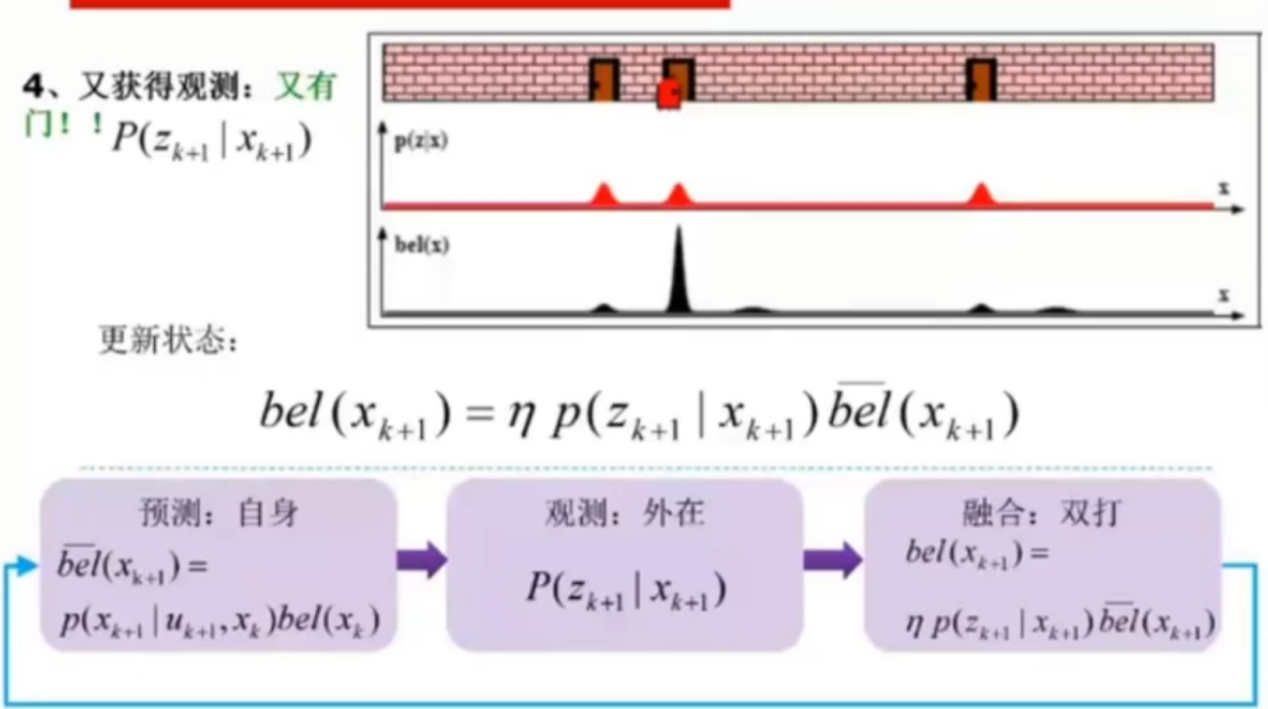 4、又获得观测：又有
门！！P(z_{k+1} | x_{k+1})
p(z|x)
x
bel(x)
x
更新状态：
bel(x_{k+1}) = η p(z_{k+1} | x_{k+1}) \overline{bel}(x_{k+1})
预测：自身
\overline{bel}(x_{k+1}) =
p(x_{k+1} | u_{k+1}, x_k)bel(x_k)
观测：外在
P(z_{k+1} | x_{k+1})
融合：双打
bel(x_{k+1}) =
η p(z_{k+1} | x_{k+1}) \overline{bel}(x_{k+1})